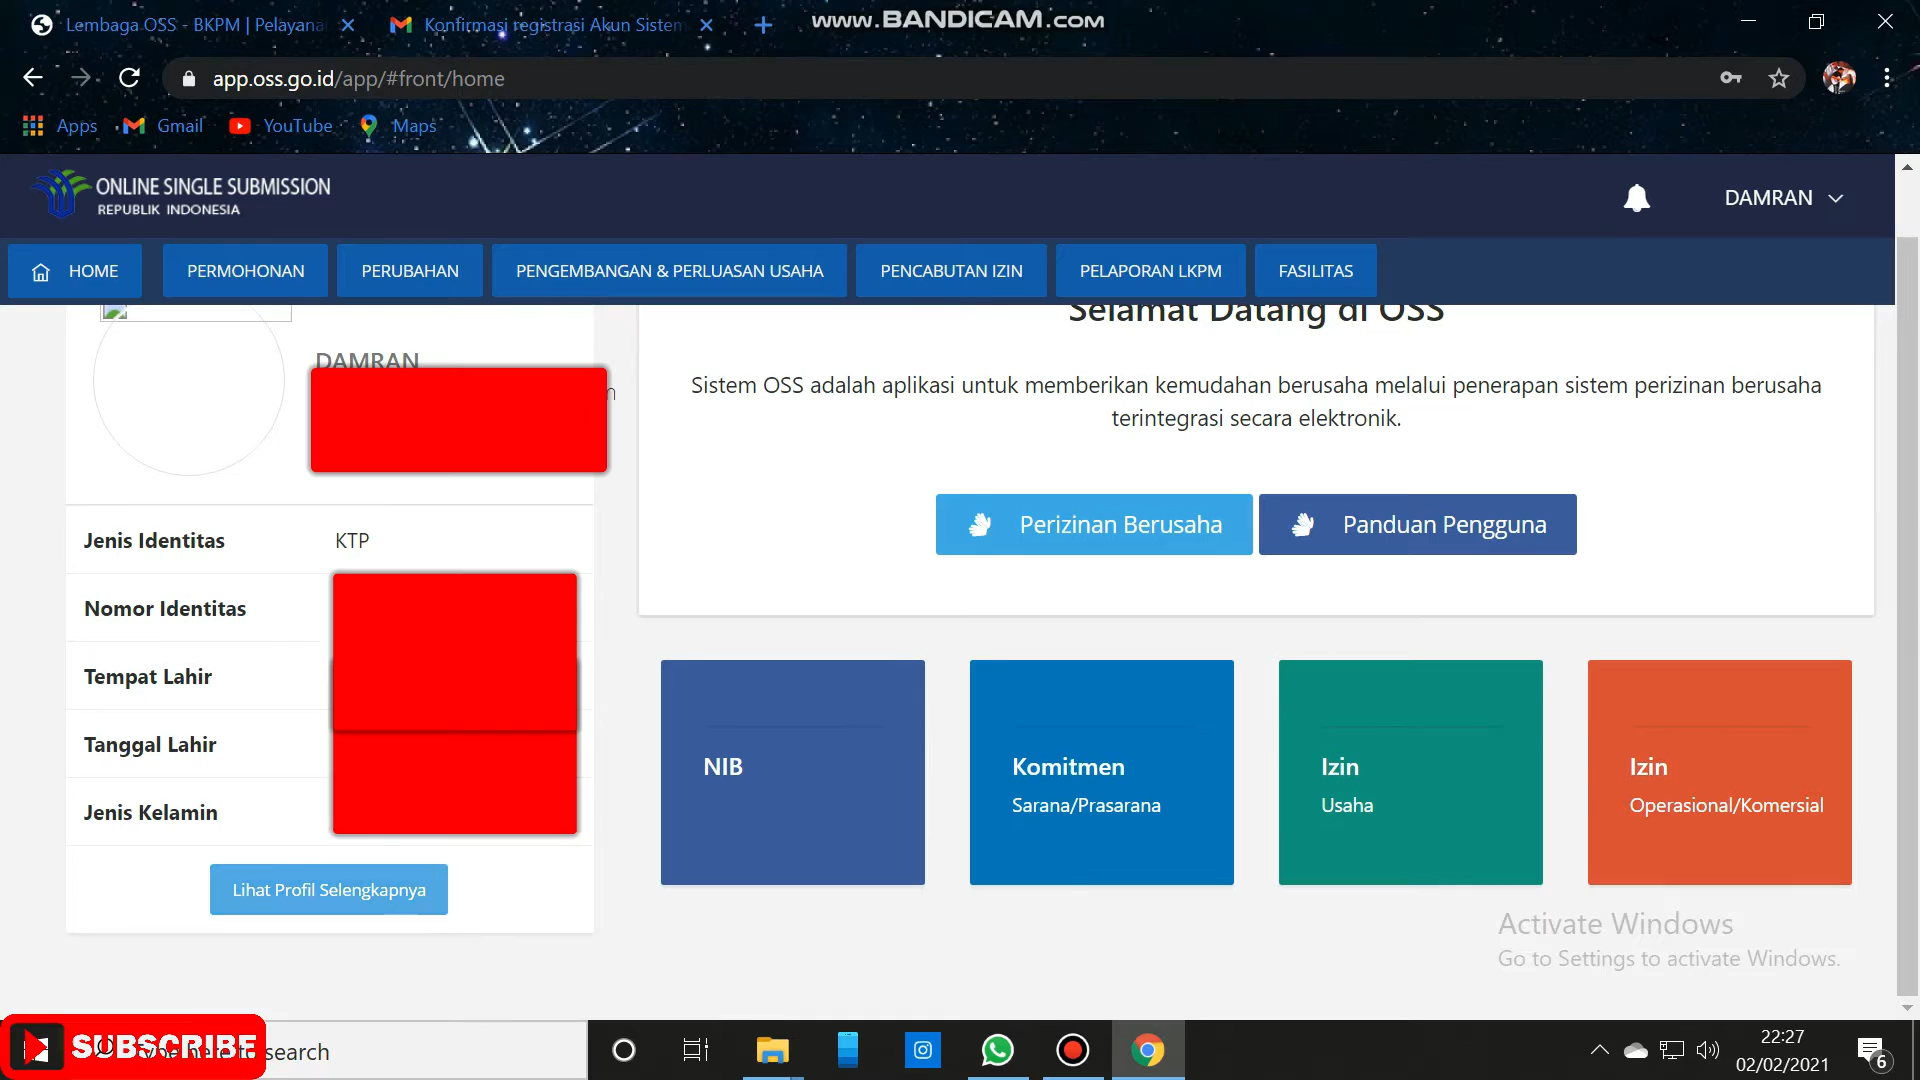 Lembaga OSS - BKPM | Pelayana
Konfirmasi registrasi Akun Sistem
www.BANDICAM.com
app.oss.go.id/app/#front/home
Apps
Gmail
YouTube
Maps
ONLINE SINGLE SUBMISSION
REPUBLIK INDONESIA
DAMRAN
HOME
PERMOHONAN
PERUBAHAN
PENGEMBANGAN & PERLUASAN USAHA
PENCABUTAN IZIN
PELAPORAN LKPM
FASILITAS
DAMRAN
Jenis Identitas
KTP
Nomor Identitas
Tempat Lahir
Tanggal Lahir
Jenis Kelamin
Lihat Profil Selengkapnya
Selamat Datang di OSS
Sistem OSS adalah aplikasi untuk memberikan kemudahan berusaha melalui penerapan sistem perizinan berusaha
terintegrasi secara elektronik.
Perizinan Berusaha
Panduan Pengguna
NIB
Komitmen
Sarana/Prasarana
Izin
Usaha
Izin
Operasional/Komersial
Activate Windows
Go to Settings to activate Windows.
SUBSCRIBE
Type here to search
22:27
02/02/2021
6